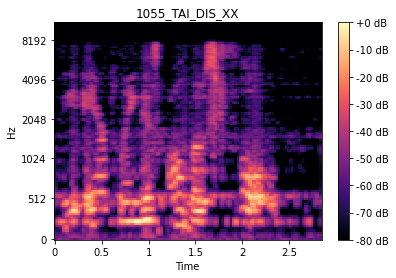 1055_TAI_DIS_XX
+0 dB
8192
-10 dB
4096
-20 dB
-30 dB
2048
Hz
-40 dB
1024
-50 dB
512
-60 dB
-70 dB
0
-80 dB
0 0.5 1 1.5 2 2.5
Time